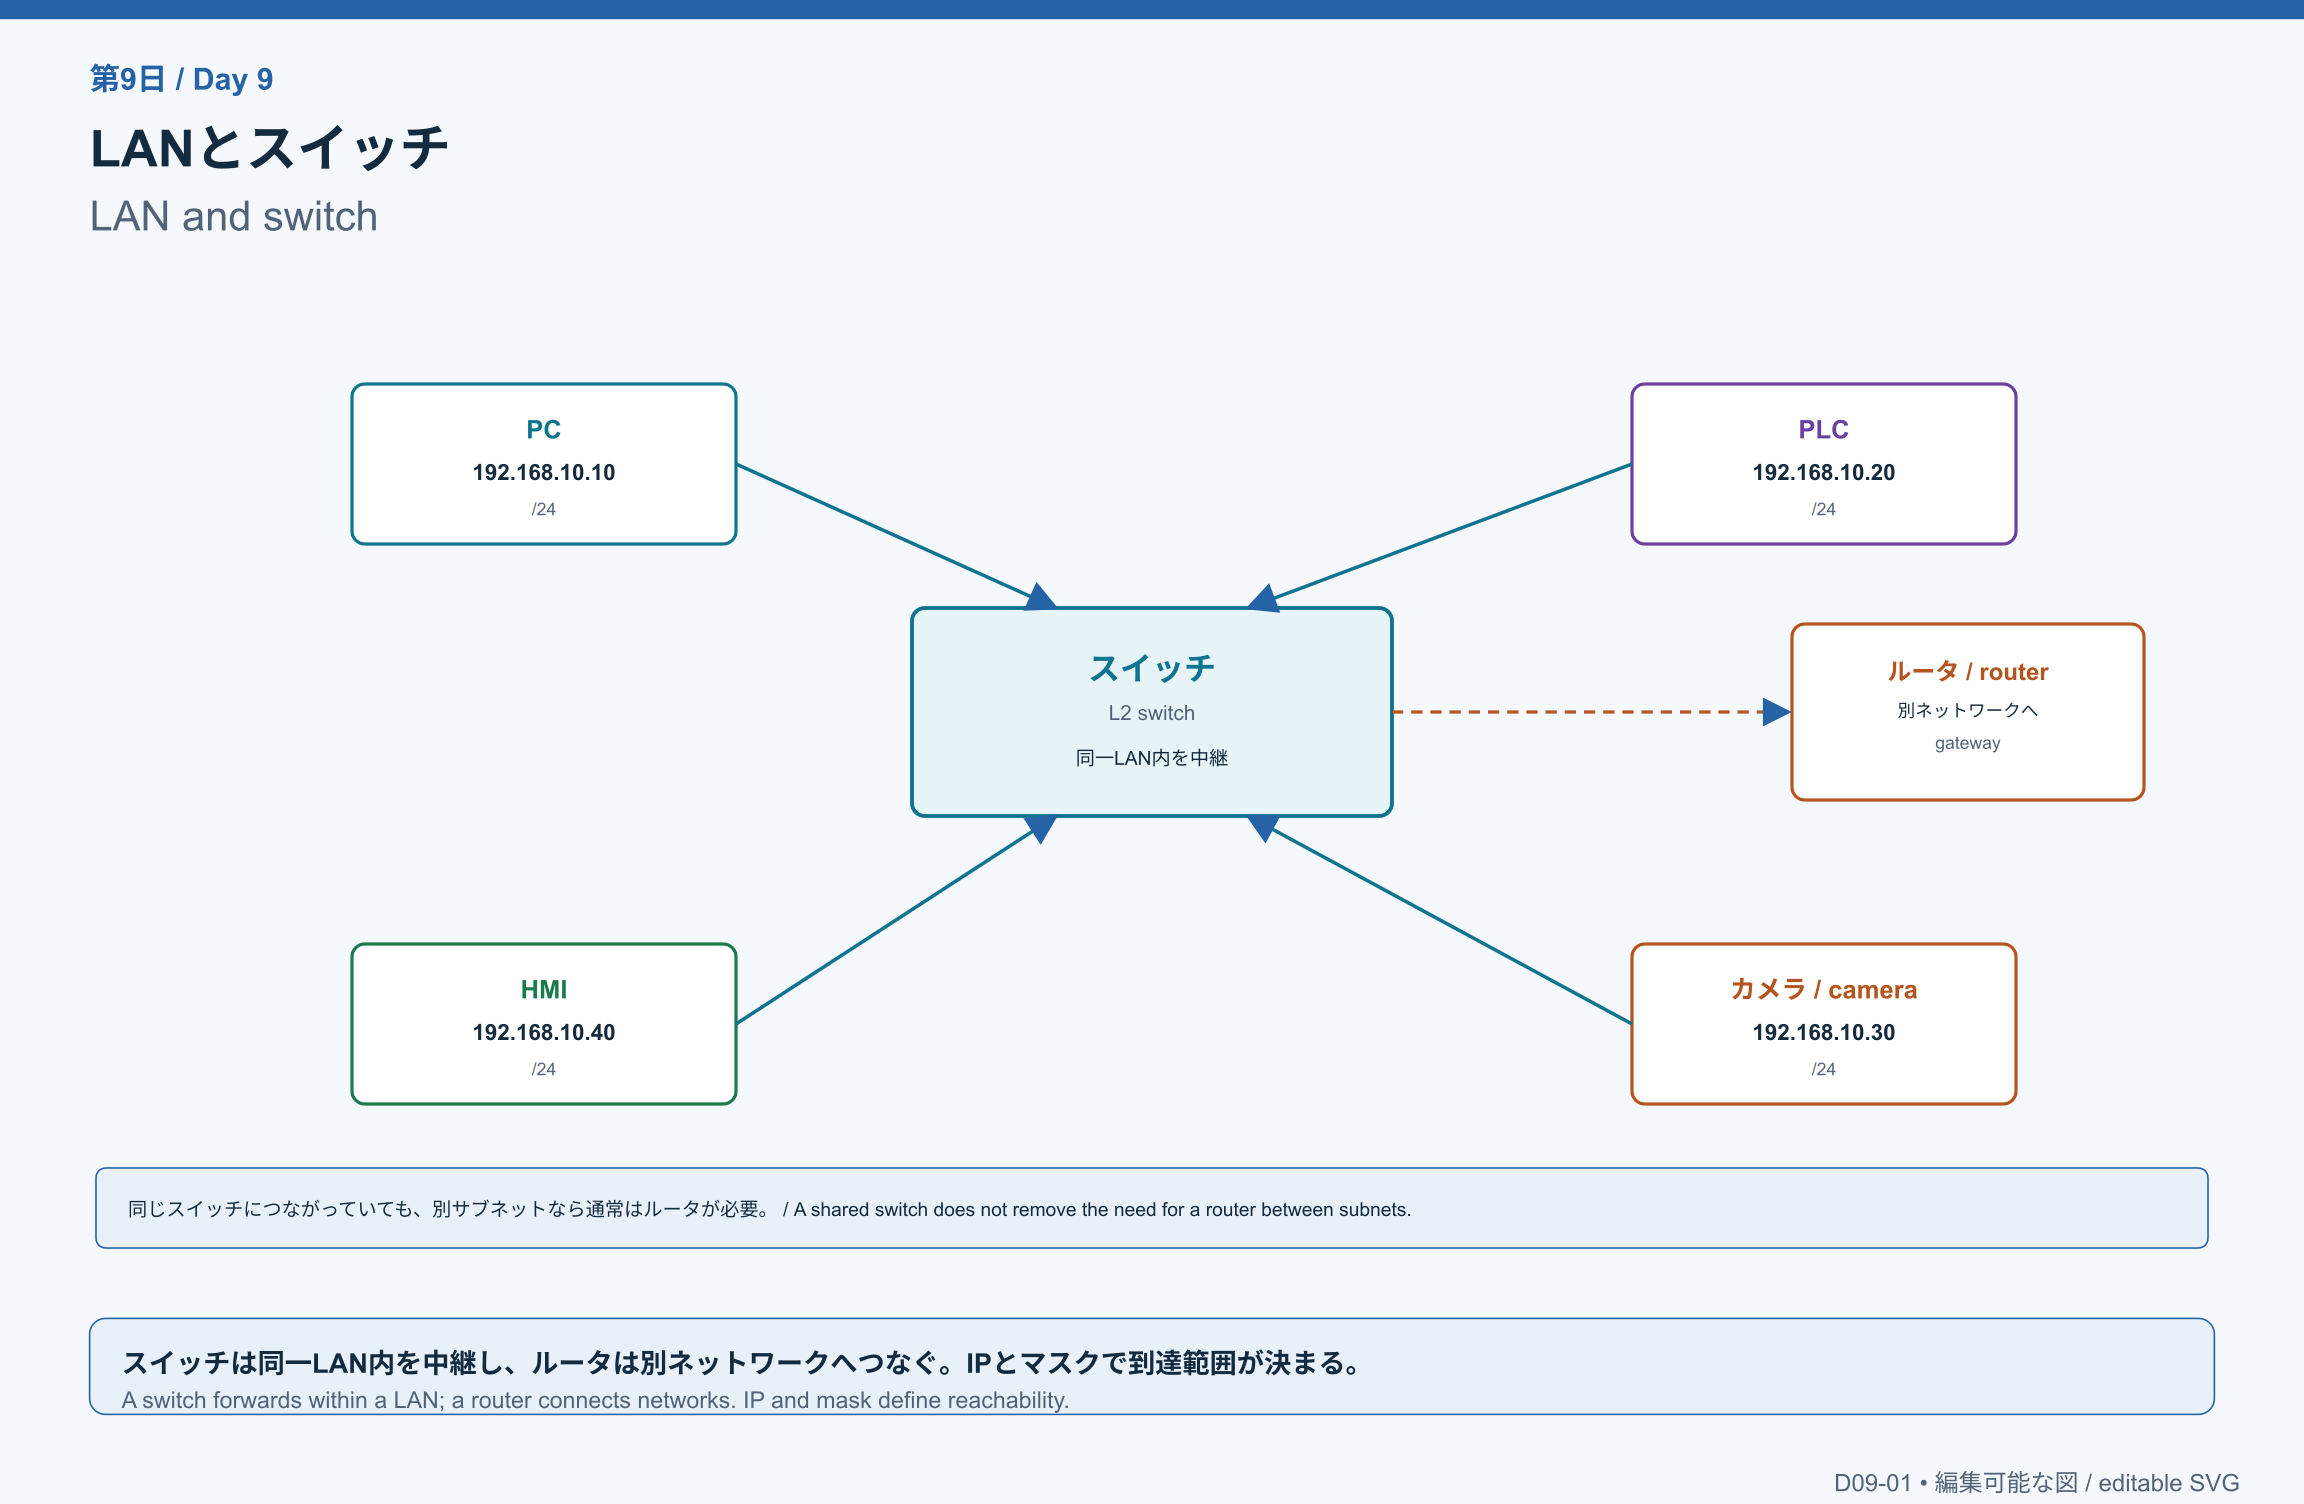 第9日 / Day 9
LANとスイッチ
LAN and switch
PC
192.168.10.10
/24
PLC
192.168.10.20
/24
スイッチ
L2 switch
同一LAN内を中継
ルータ / router
別ネットワークへ
gateway
HMI
192.168.10.40
/24
カメラ / camera
192.168.10.30
/24
同じスイッチにつながっていても、別サブネットなら通常はルータが必要。 / A shared switch does not remove the need for a router between subnets.
スイッチは同一LAN内を中継し、ルータは別ネットワークへつなぐ。IPとマスクで到達範囲が決まる。
A switch forwards within a LAN; a router connects networks. IP and mask define reachability.
D09-01 • 編集可能な図 / editable SVG